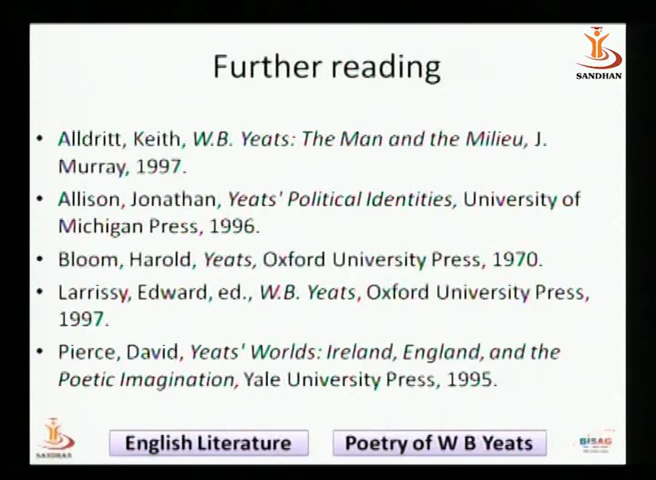 Further reading
SANDHAN
• Alldritt, Keith, W.B. Yeats: The Man and the Milieu, J.
Murray, 1997.
• Allison, Jonathan, Yeats' Political Identities, University of
Michigan Press, 1996.
• Bloom, Harold, Yeats, Oxford University Press, 1970.
• Larrissy, Edward, ed., W.B. Yeats, Oxford University Press,
1997.
• Pierce, David, Yeats' Worlds: Ireland, England, and the
Poetic Imagination, Yale University Press, 1995.
SANDHAN
English Literature
Poetry of W B Yeats
BISAG